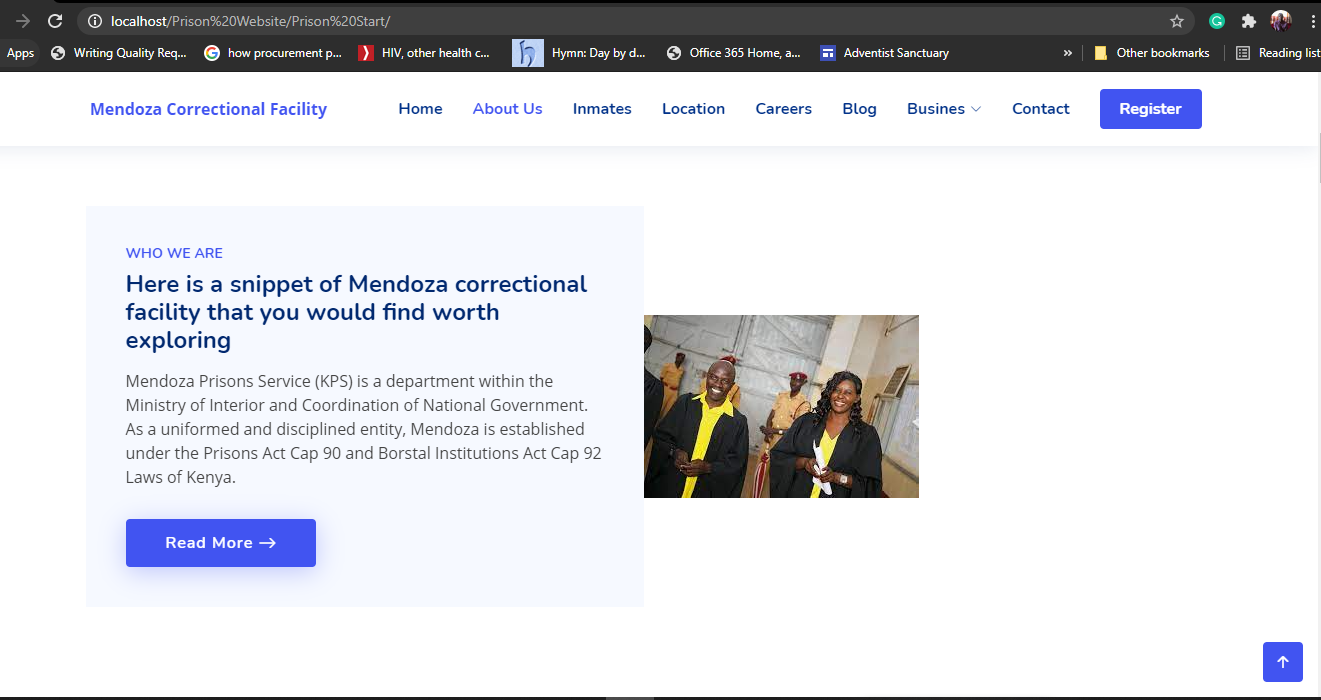 localhost/Prison%20Website/Prison%20Start/
Apps Writing Quality Req... how procurement p... HIV, other health c... Hymn: Day by d... Office 365 Home, a... Adventist Sanctuary » Other bookmarks Reading list
Mendoza Correctional Facility Home About Us Inmates Location Careers Blog Busines Contact Register
WHO WE ARE
Here is a snippet of Mendoza correctional
facility that you would find worth
exploring
Mendoza Prisons Service (KPS) is a department within the
Ministry of Interior and Coordination of National Government.
As a uniformed and disciplined entity, Mendoza is established
under the Prisons Act Cap 90 and Borstal Institutions Act Cap 92
Laws of Kenya.
Read More →